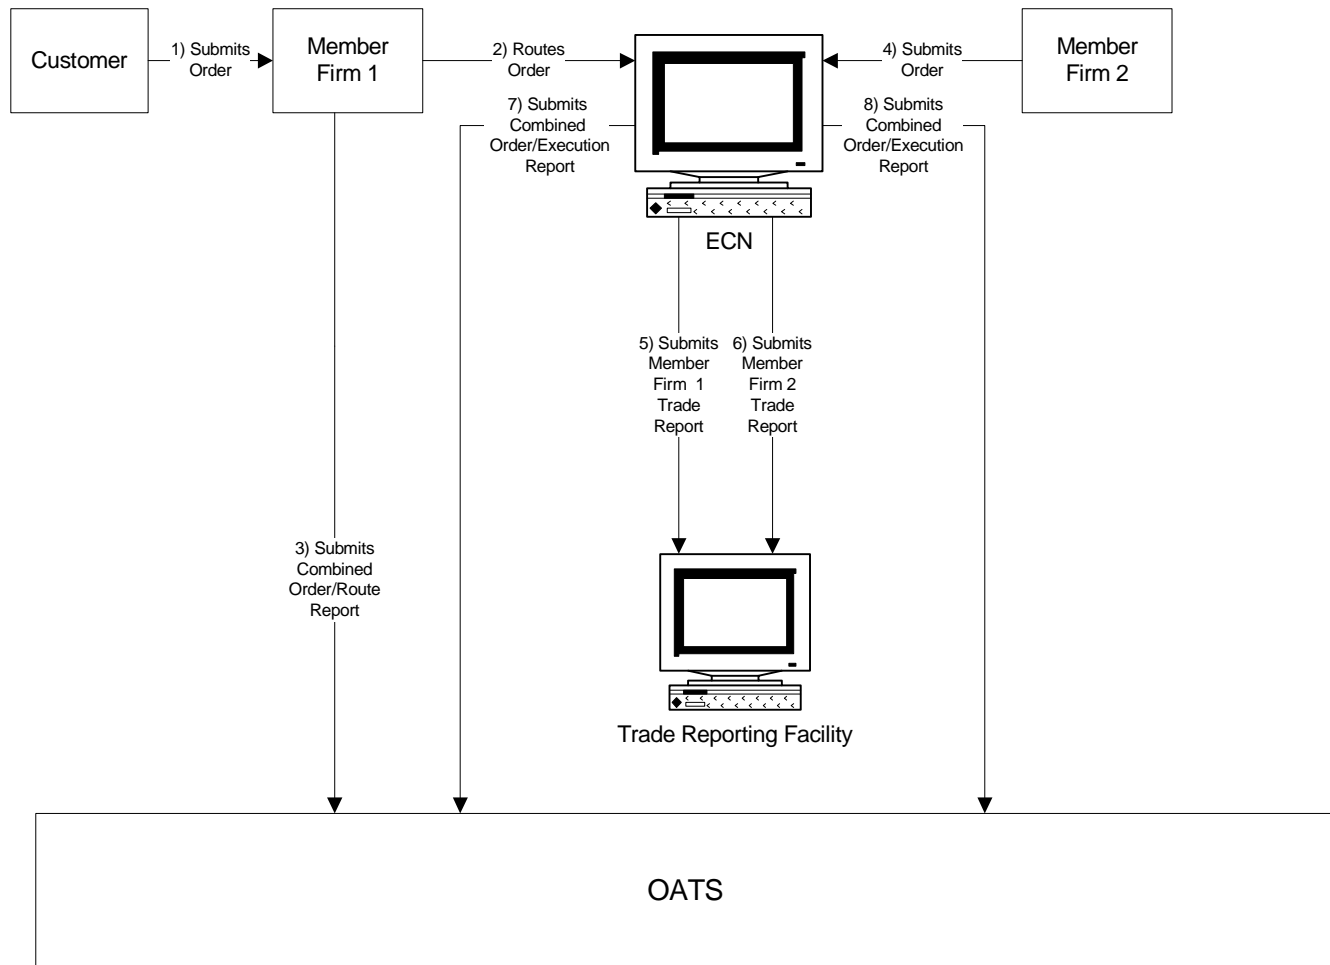 Customer
1) Submits
Order
Member
Firm 1
2) Routes
Order
4) Submits
Order
Member
Firm 2
7) Submits
Combined
Order/Execution
Report
8) Submits
Combined
Order/Execution
Report
ECN
5) Submits
Member
Firm 1
Trade
Report
6) Submits
Member
Firm 2
Trade
Report
3) Submits
Combined
Order/Route
Report
Trade Reporting Facility
OATS